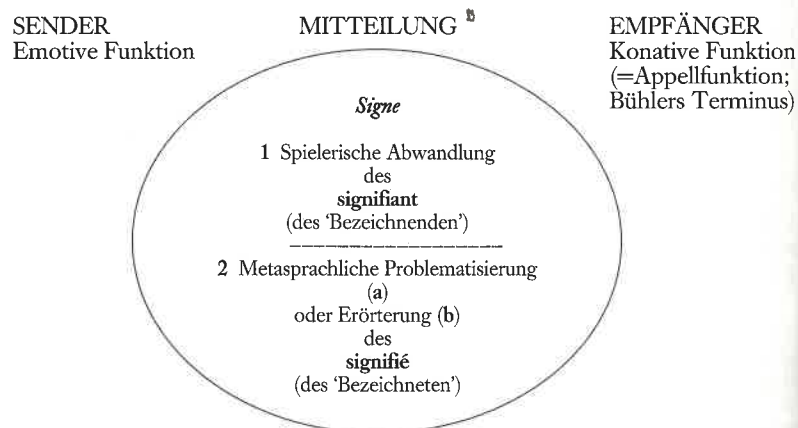 SENDER
Emotive Funktion
MITTEILUNG
EMPFÄNGER
Konative Funktion
(=Appellfunktion;
Bühlers Terminus)
Signe
1 Spielerische Abwandlung
des
signifiant
(des ‘Bezeichnenden’)
2 Metasprachliche Problematisierung
(a)
oder Erörterung (b)
des
signifié
(des ‘Bezeichneten’)